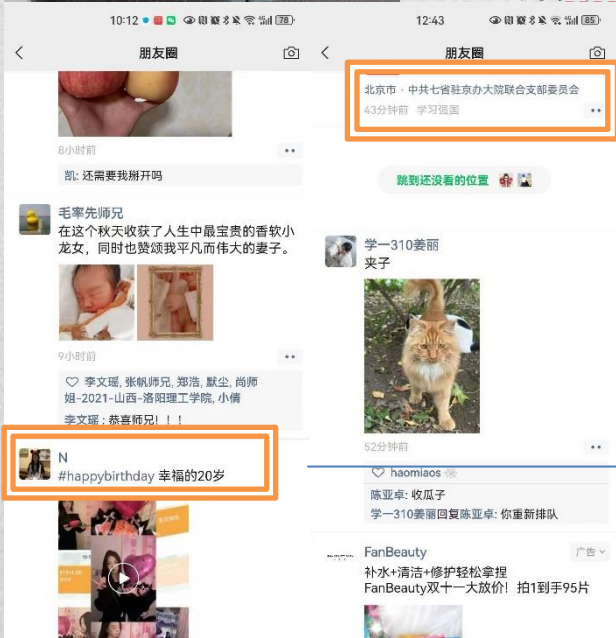 10:12
78
朋友圈
8小时前
凯: 还需要我掰开吗
毛率先师兄
在这个秋天收获了人生中最宝贵的香软小
龙女，同时也赞颂我平凡而伟大的妻子。
9小时前
李文瑶, 张帆师兄, 郑浩, 默尘, 尚师
姐-2021-山西-洛阳理工学院, 小倩
李文瑶: 恭喜师兄！！！
N
#happybirthday 幸福的20岁
12:43
85
朋友圈
北京市 · 中共七省驻京办大院联合支部委员会
43分钟前 学习强国
跳到还没看的位置
学一310姜丽
夹子
52分钟前
haomiaos
陈亚卓: 收瓜子
学一310姜丽回复陈亚卓: 你重新排队
FanBeauty
广告
补水+清洁+修护轻松拿捏
FanBeauty双十一大放价！拍1到手95片